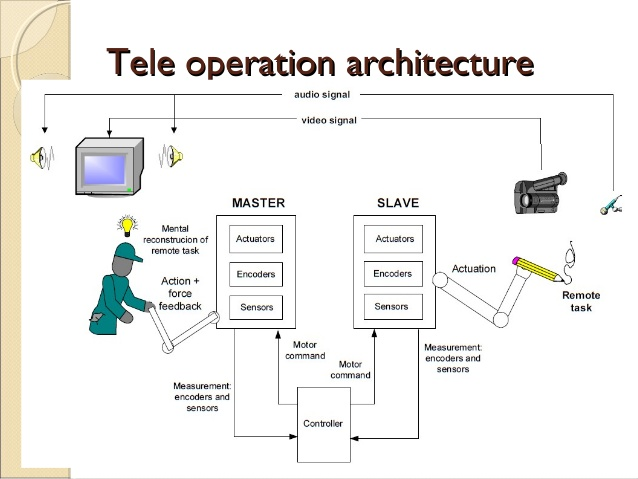 Tele operation architecture
audio signal
video signal
MASTER
SLAVE
Mental
reconstrucion of
remote task
Actuators
Encoders
Sensors
Actuators
Encoders
Sensors
Action +
force
feedback
Actuation
Remote
task
Motor
command
Motor
command
Measurement:
encoders and
sensors
Measurement:
encoders and
sensors
Controller